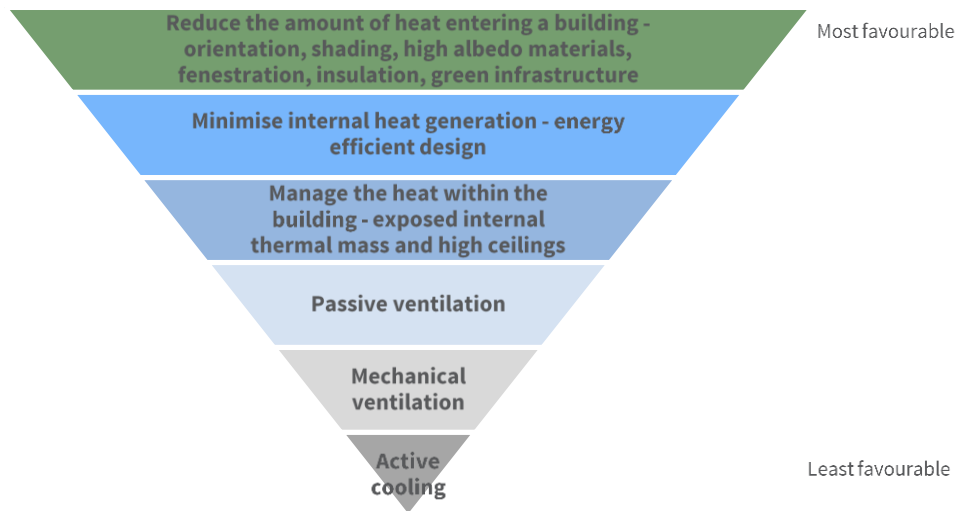 Reduce the amount of heat entering a building -
orientation, shading, high albedo materials,
fenestration, insulation, green infrastructure
Most favourable
Minimise internal heat generation - energy
efficient design
Manage the heat within the
building - exposed internal
thermal mass and high ceilings
Passive ventilation
Mechanical
ventilation
Active
cooling
Least favourable